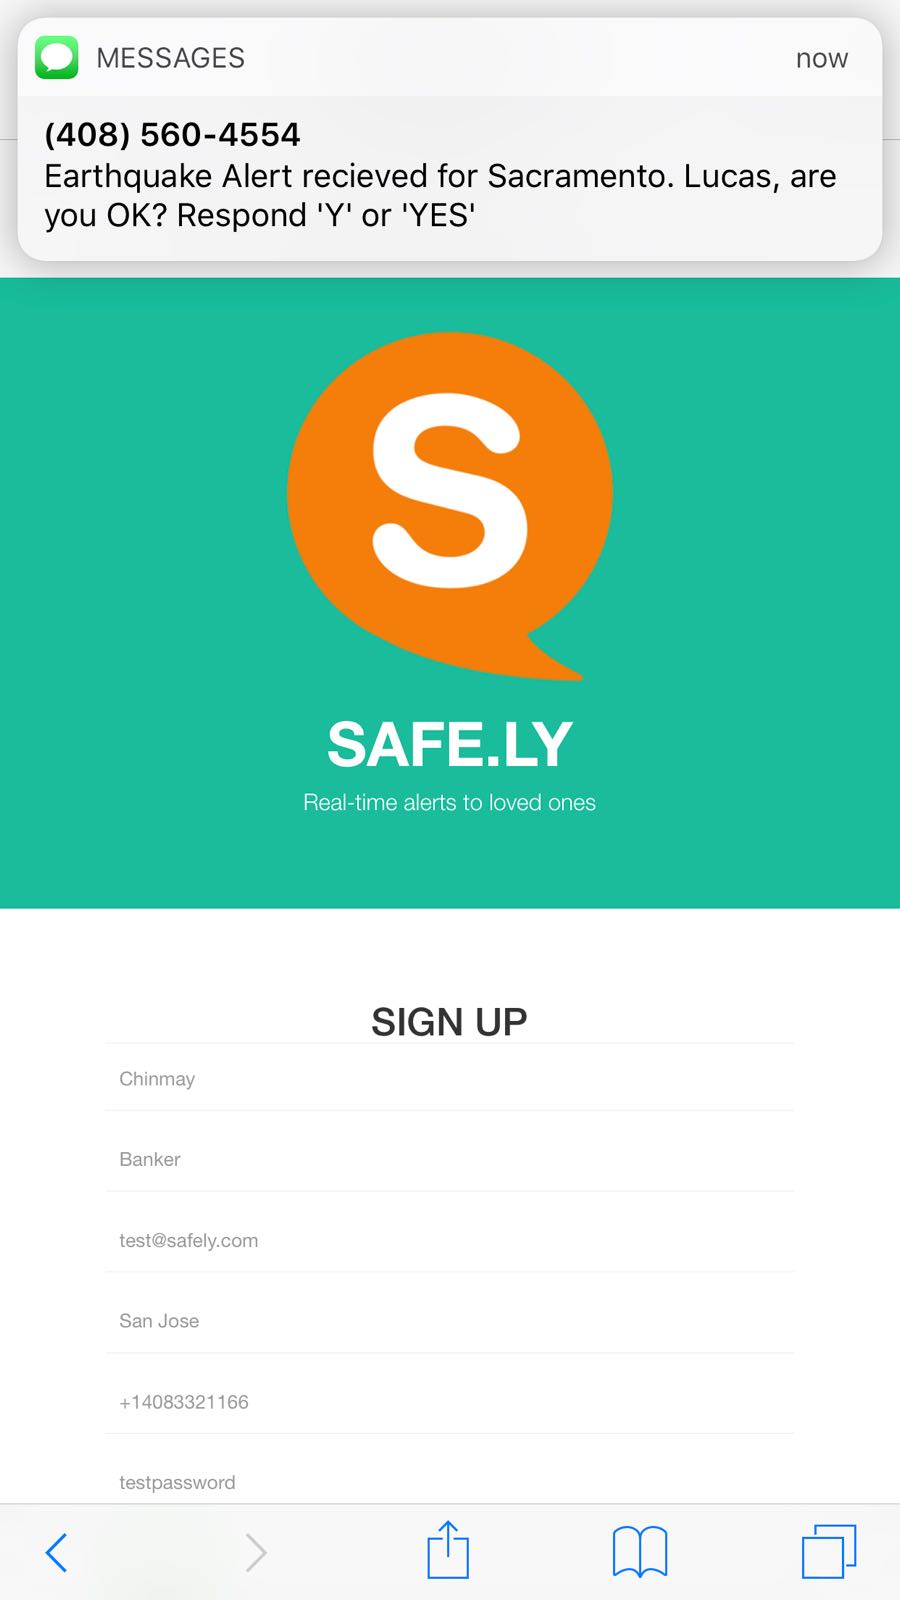 MESSAGES
now
(408) 560-4554
Earthquake Alert recieved for Sacramento. Lucas, are
you OK? Respond 'Y' or 'YES'
S
SAFE.LY
Real-time alerts to loved ones
SIGN UP
Chinmay
Banker
test@safely.com
San Jose
+14083321166
testpassword